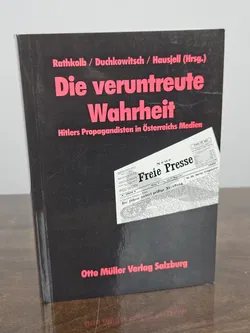 Rathkolb / Duchkowitsch / Hausjell (Hrsg.)
Die veruntreute
Wahrheit
Hitlers Propagandisten in Österreichs Medien
Freie Presse
Otto Müller Verlag Salzburg